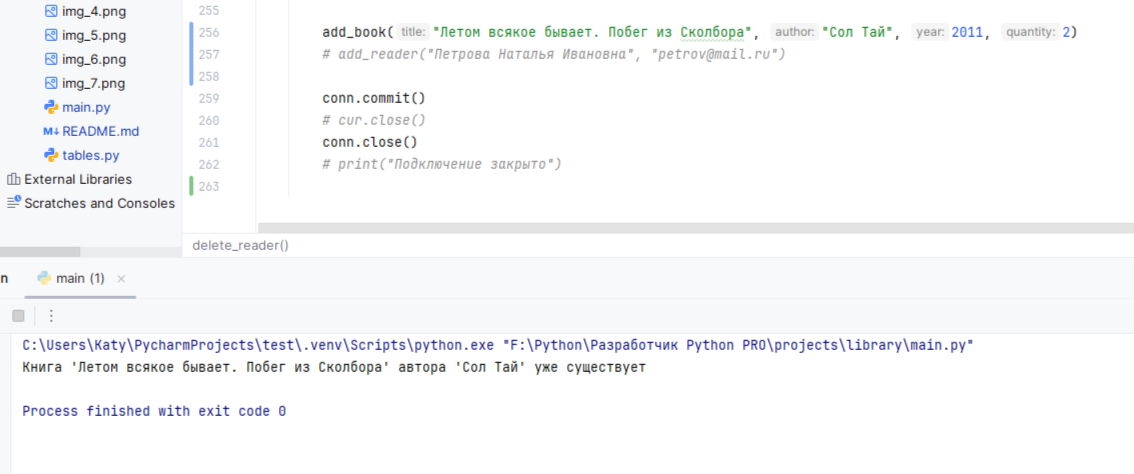 img_4.png
img_5.png
img_6.png
img_7.png
main.py
README.md
tables.py
External Libraries
Scratches and Consoles
255
256 add_book( title: "Летом всякое бывает. Побег из Сколбора", author: "Сол Тай", year: 2011, quantity: 2)
257 # add_reader("Петрова Наталья Ивановна", "petrov@mail.ru")
258
259 conn.commit()
260 # cur.close()
261 conn.close()
262 # print("Подключение закрыто")
263
delete_reader()
n main (1)
C:\Users\Katy\PycharmProjects\test\.venv\Scripts\python.exe "F:\Python\Разработчик Python PRO\projects\library\main.py"
Книга 'Летом всякое бывает. Побег из Сколбора' автора 'Сол Тай' уже существует
Process finished with exit code 0